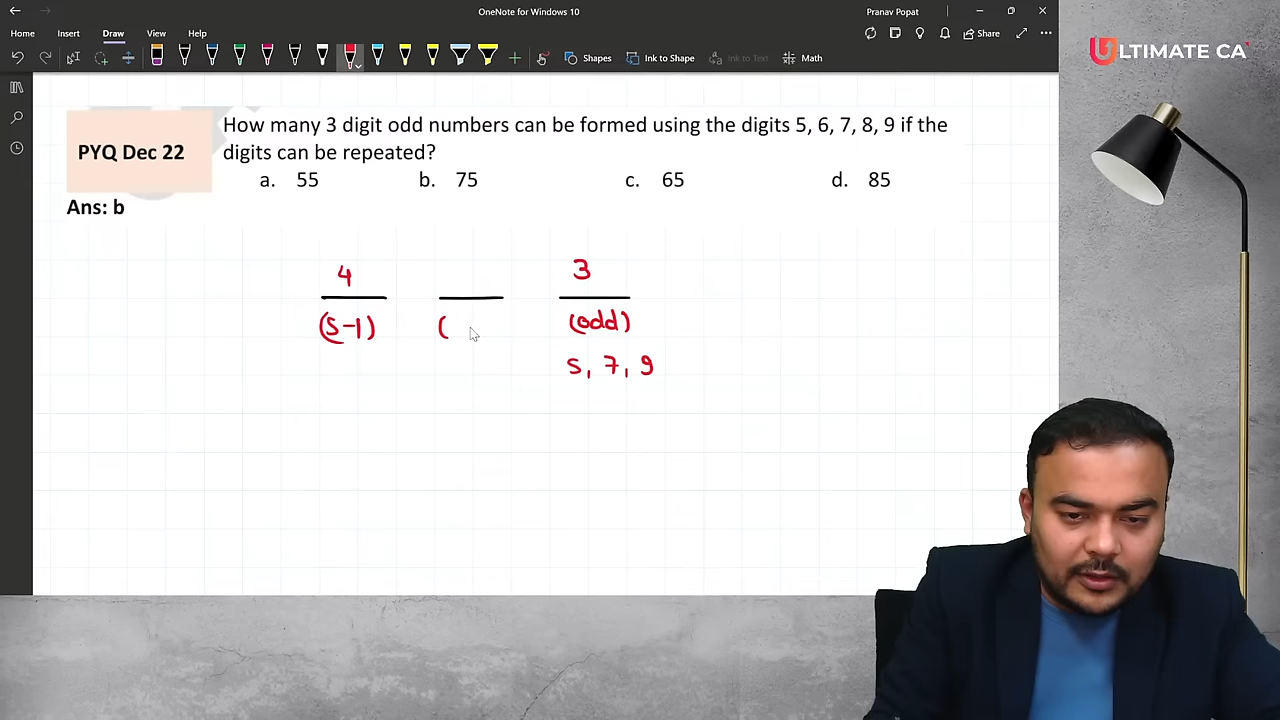 OneNote for Windows 10
Pranav Popat
Home Insert Draw View Help
Share
Shapes Ink to Shape Ink to Text Math
ULTIMATE CA
PYQ Dec 22
How many 3 digit odd numbers can be formed using the digits 5, 6, 7, 8, 9 if the
digits can be repeated?
a. 55 b. 75 c. 65 d. 85
Ans: b
4 3
(5-1) ( (odd)
5, 7, 9